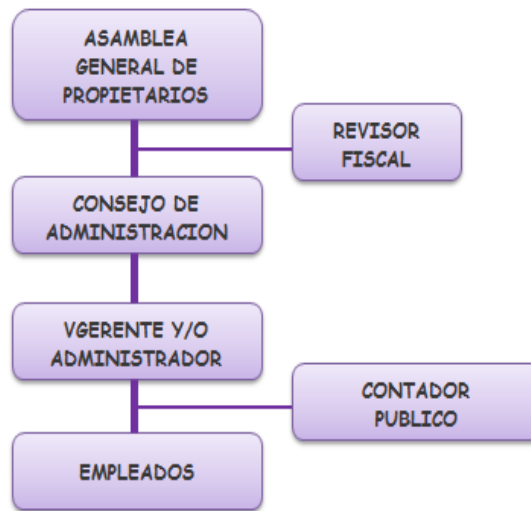 ASAMBLEA
GENERAL DE
PROPIETARIOS
REVISOR
FISCAL
CONSEJO DE
ADMINISTRACION
VGERENTE Y/O
ADMINISTRADOR
CONTADOR
PUBLICO
EMPLEADOS